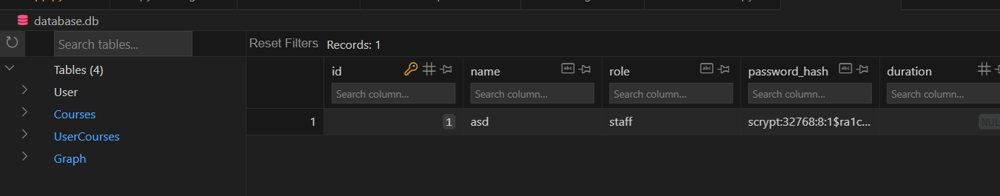 database.db
Search tables...
Reset Filters Records: 1
Tables (4)
User
Courses
UserCourses
Graph
id name role password_hash duration
Search column... Search column... Search column... Search column... Search column...
1 1 asd staff scrypt:32768:8:1$ra1c... NUL